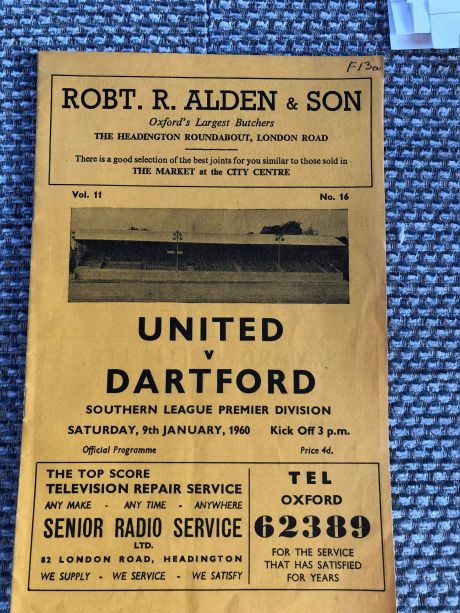 F13a
ROBT. R. ALDEN & SON
Oxford's Largest Butchers
THE HEADINGTON ROUNDABOUT, LONDON ROAD
There is a good selection of the best joints for you similar to those sold in
THE MARKET at the CITY CENTRE
Vol. 11 No. 16
UNITED
v
DARTFORD
SOUTHERN LEAGUE PREMIER DIVISION
SATURDAY, 9th JANUARY, 1960 Kick Off 3 p.m.
Official Programme Price 4d.
THE TOP SCORE
TELEVISION REPAIR SERVICE
ANY MAKE - ANY TIME - ANYWHERE
SENIOR RADIO SERVICE
LTD.
82 LONDON ROAD, HEADINGTON
WE SUPPLY - WE SERVICE - WE SATISFY
TEL
OXFORD
62389
FOR THE SERVICE
THAT HAS SATISFIED
FOR YEARS